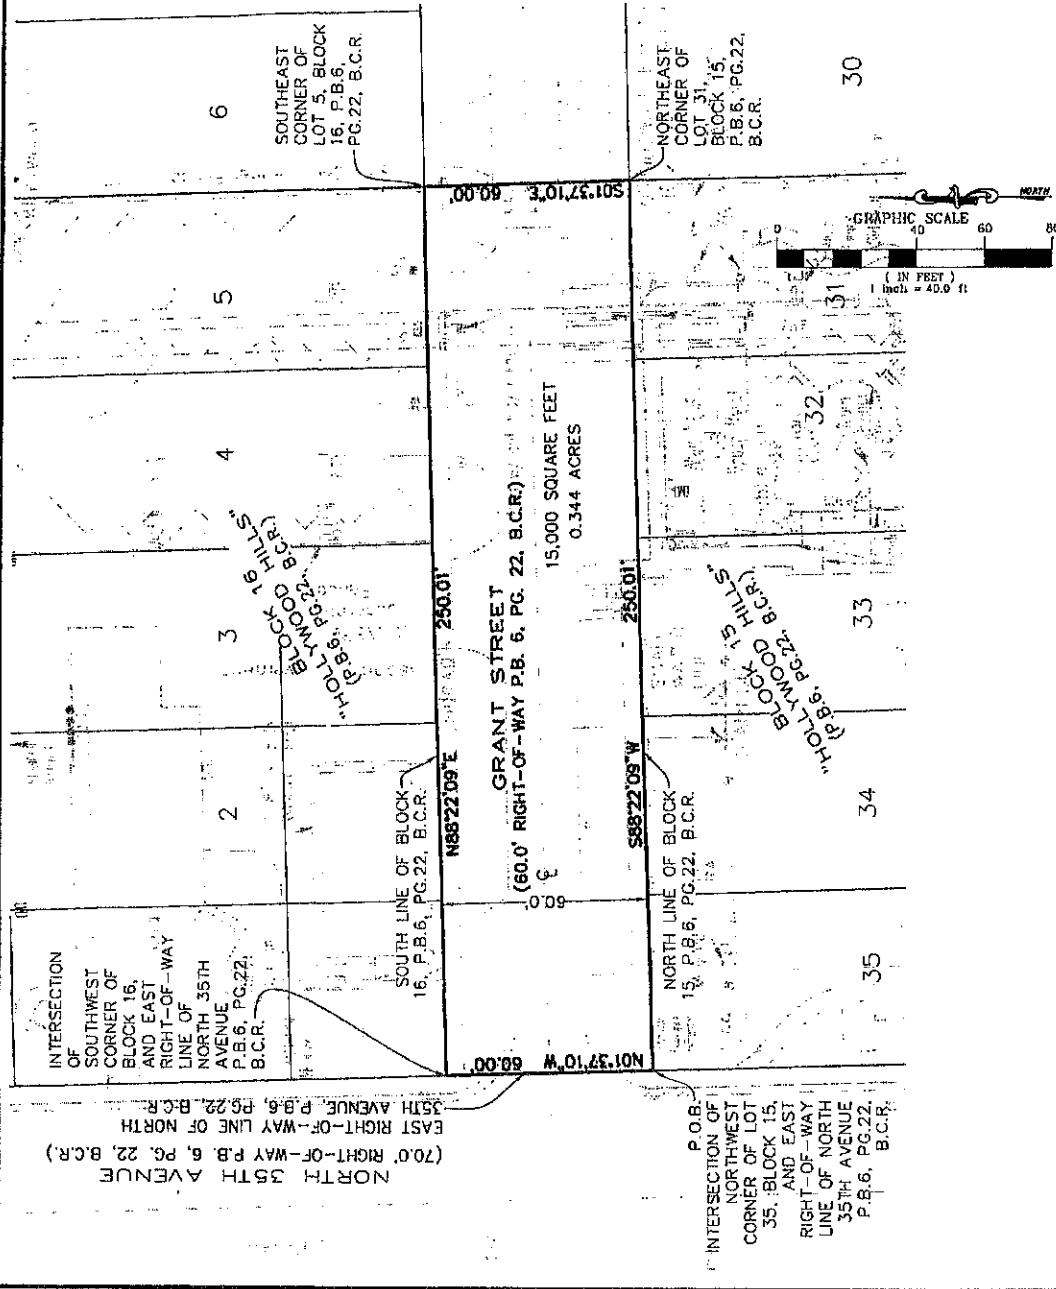 SOUTHEAST
CORNER OF
LOT 5, BLOCK
16, P.B.6,
PG.22, B.C.R.
6
5
4
3
2
BLOCK 16
"HOLLYWOOD HILLS"
(P.B.6, PG.22, B.C.R.)
INTERSECTION
OF
SOUTHWEST
CORNER OF
BLOCK 16,
AND EAST
RIGHT-OF-WAY
LINE OF
NORTH 35TH
AVENUE
P.B.6, PG.22,
B.C.R.
SOUTH LINE OF BLOCK
16, P.B.6, PG.22, B.C.R.
N88°22'09"E
250.01'
S01°37'10"E 60.00'
GRANT STREET
(60.0' RIGHT-OF-WAY P.B. 6, PG. 22, B.C.R.)
15,000 SQUARE FEET
0.344 ACRES
60.0'
N01°37'10"W 60.00'
S88°22'09"W
250.01'
NORTH LINE OF BLOCK
15, P.B.6, PG.22, B.C.R.
NORTHEAST
CORNER OF
LOT 31,
BLOCK 15,
P.B.6, PG.22,
B.C.R.
NORTH 35TH AVENUE
(70.0' RIGHT-OF-WAY P.B. 6, PG. 22, B.C.R.)
EAST RIGHT-OF-WAY LINE OF NORTH
35TH AVENUE, P.B.6, PG.22, B.C.R.
P.O.B.
INTERSECTION OF
NORTHWEST
CORNER OF LOT
35, BLOCK 15,
AND EAST
RIGHT-OF-WAY
LINE OF NORTH
35TH AVENUE
P.B.6, PG.22,
B.C.R.
BLOCK 15
"HOLLYWOOD HILLS"
(P.B.6, PG.22, B.C.R.)
35
34
33
32
31
30
NORTH
GRAPHIC SCALE
0 40 60 80
( IN FEET )
1 inch = 40.0 ft